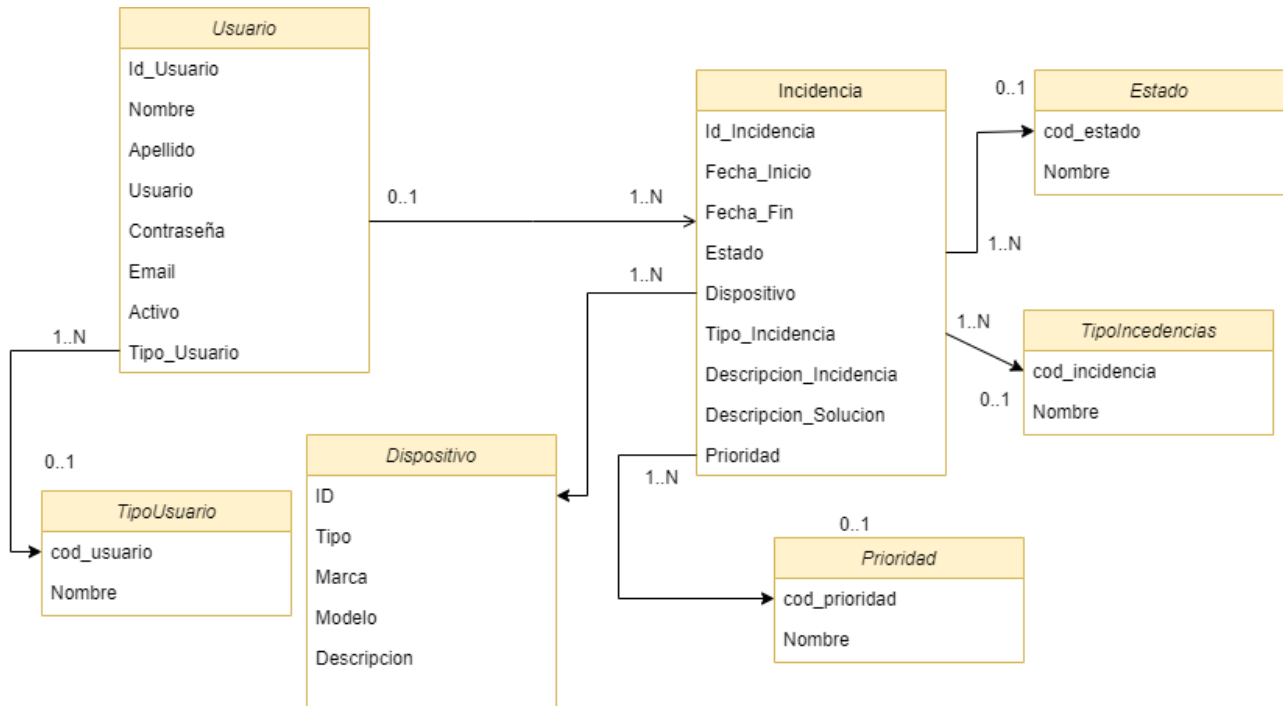 Usuario
Id_Usuario
Nombre
Apellido
Usuario
Contraseña
Email
Activo
Tipo_Usuario
0..1
1..N
Incidencia
Id_Incidencia
Fecha_Inicio
Fecha_Fin
Estado
Dispositivo
Tipo_Incidencia
Descripcion_Incidencia
Descripcion_Solucion
Prioridad
0..1
Estado
cod_estado
Nombre
1..N
1..N
1..N
TipoIncedencias
cod_incidencia
Nombre
0..1
1..N
0..1
TipoUsuario
cod_usuario
Nombre
Dispositivo
ID
Tipo
Marca
Modelo
Descripcion
1..N
0..1
Prioridad
cod_prioridad
Nombre